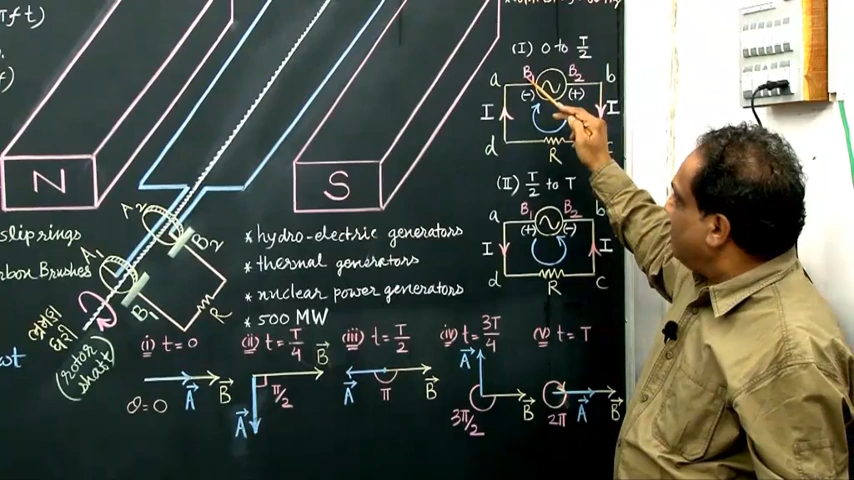 πft)
N
S
slip rings
carbon Brushes
A₁
A₂
B₁
B₂
R
(rotor
shaft)
* hydro-electric generators
* thermal generators
* nuclear power generators
* 500 MW
(I) 0 to T/2
a B₁ B₂ b
(-) (+)
I I
d R c
(II) T/2 to T
a B₁ B₂ b
(+) (-)
I I
d R c
(i) t=0
θ=0 A⃗ B⃗
(ii) t=T/4
B⃗
π/2
A⃗
(iii) t=T/2
A⃗ π B⃗
(iv) t=3T/4
A⃗
3π/2 B⃗
(v) t=T
2π A⃗ B⃗